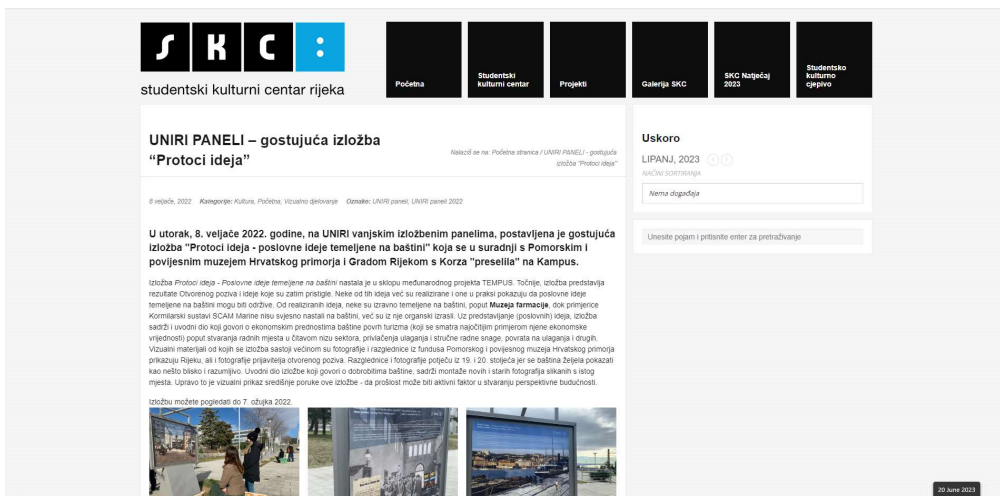 SKC:
studentski kulturni centar rijeka
Početna
Studentski
kulturni centar
Projekti
Galerija SKC
SKC Natječaj
2023
Studentsko
kulturno
cjepivo
UNIRI PANELI – gostujuća izložba
“Protoci ideja”
Nalaziš se na: Početna stranica / UNIRI PANELI - gostujuća
izložba "Protoci ideja"
8 veljače, 2022 Kategorije: Kultura, Početna, Vizualno djelovanje Oznake: UNIRI paneli, UNIRI paneli 2022
U utorak, 8. veljače 2022. godine, na UNIRI vanjskim izložbenim panelima, postavljena je gostujuća
izložba "Protoci ideja - poslovne ideje temeljene na baštini" koja se u suradnji s Pomorskim i
povijesnim muzejem Hrvatskog primorja i Gradom Rijekom s Korza "preselila" na Kampus.
Izložba Protoci ideja - Poslovne ideje temeljene na baštini nastala je u sklopu međunarodnog projekta TEMPUS. Točnije, izložba predstavlja
rezultate Otvorenog poziva i ideje koje su zatim pristigle. Neke od tih ideja već su realizirane i one u praksi pokazuju da poslovne ideje
temeljene na baštini mogu biti održive. Od realiziranih ideja, neke su izravno temeljene na baštini, poput Muzeja farmacije, dok primjerice
Kormilarski sustavi SCAM Marine nisu svjesno nastali na baštini, već su iz nje organski izrasli. Uz predstavljanje (poslovnih) ideja, izložba
sadrži i uvodni dio koji govori o ekonomskim prednostima baštine povrh turizma (koji se smatra najočitijim primjerom njene ekonomske
vrijednosti) poput stvaranja radnih mjesta u čitavom nizu sektora, privlačenja ulaganja i stručne radne snage, povrata na ulaganja i drugih.
Vizualni materijali od kojih se izložba sastoji većinom su fotografije i razglednice iz fundusa Pomorskog i povijesnog muzeja Hrvatskog primorja
prikazuju Rijeku, ali i fotografije prijavitelja otvorenog poziva. Razglednice i fotografije potječu iz 19. i 20. stoljeća jer se baština željela pokazati
kao nešto blisko i razumljivo. Uvodni dio izložbe koji govori o dobrobitima baštine, sadrži montaže novih i starih fotografija slikanih s istog
mjesta. Upravo to je vizualni prikaz središnje poruke ove izložbe - da prošlost može biti aktivni faktor u stvaranju perspektivne budućnosti.
Izložbu možete pogledati do 7. ožujka 2022.
Uskoro
LIPANJ, 2023
NAČINI SORTIRANJA
Nema događaja
Unesite pojam i pritisnite enter za pretraživanje
20 June 2023